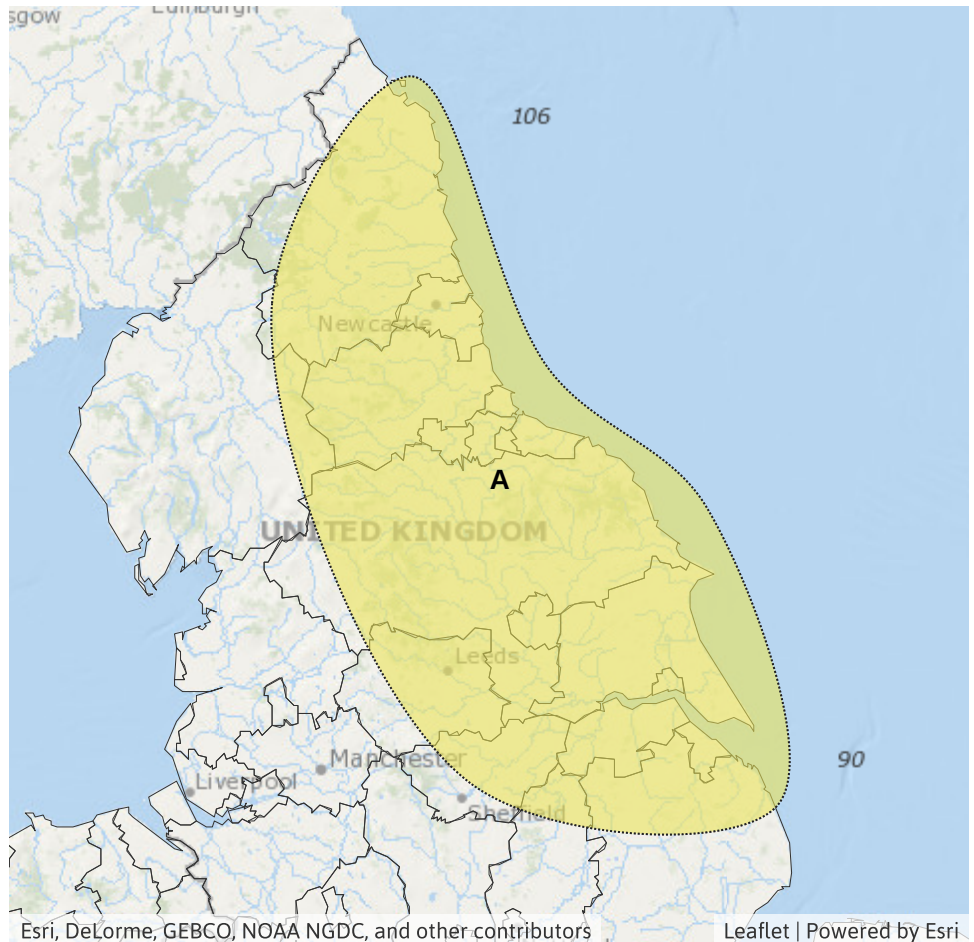 sgow
Edinburgh
106
Newcastle
A
UNITED KINGDOM
Leeds
90
Manchester
Liverpool
Sheffield
Esri, DeLorme, GEBCO, NOAA NGDC, and other contributors
Leaflet | Powered by Esri